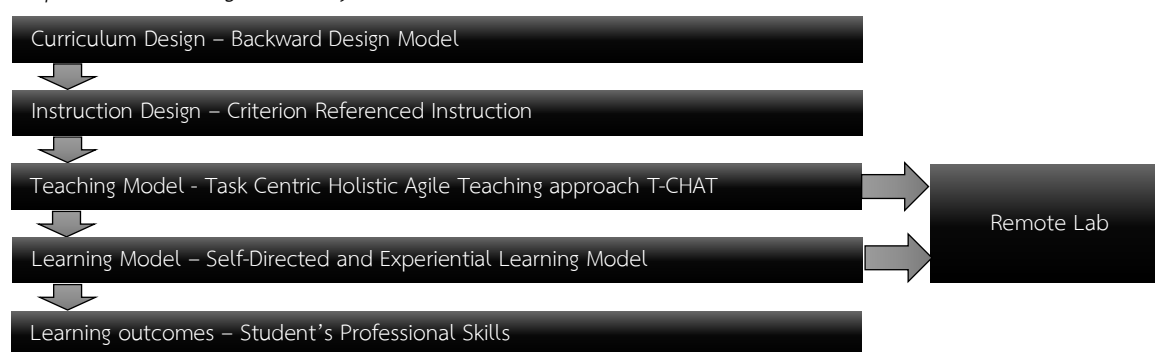 Curriculum Design – Backward Design Model
Instruction Design – Criterion Referenced Instruction
Teaching Model - Task Centric Holistic Agile Teaching approach T-CHAT
Remote Lab
Learning Model – Self-Directed and Experiential Learning Model
Learning outcomes – Student’s Professional Skills